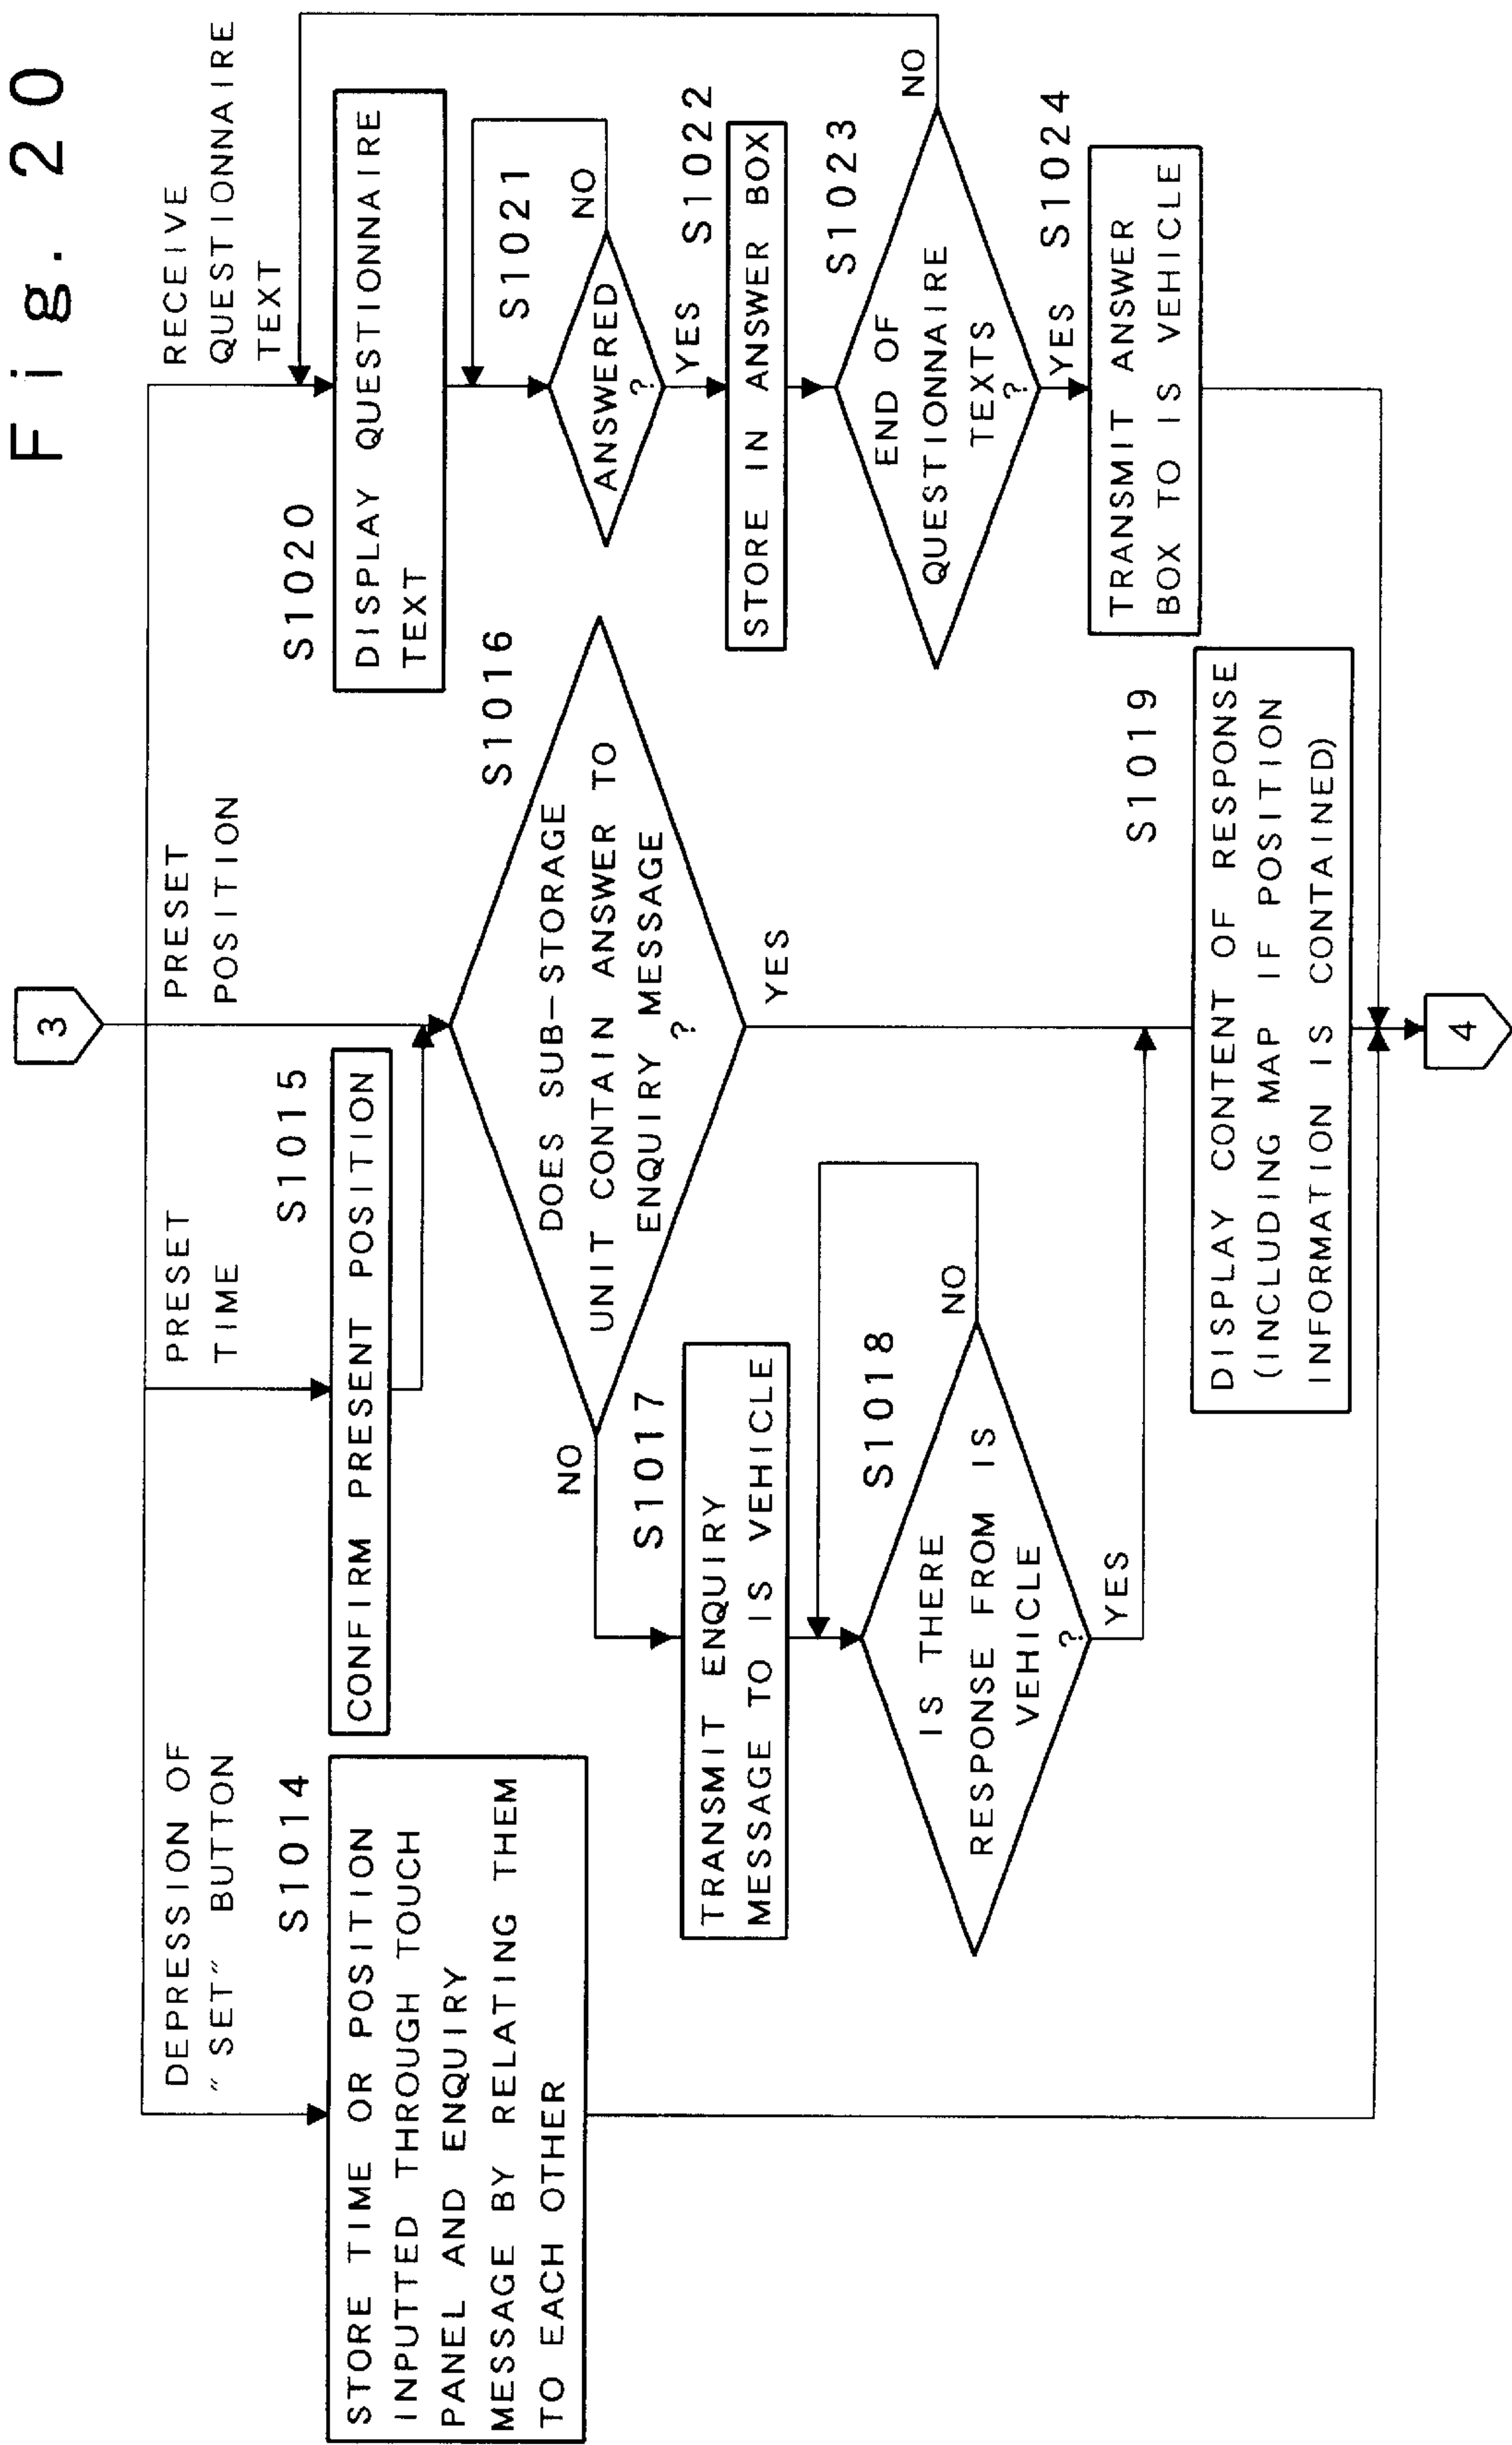 Fig. 20
3
DEPRESSION OF
"SET" BUTTON
S1014
STORE TIME OR POSITION
INPUTTED THROUGH TOUCH
PANEL AND ENQUIRY
MESSAGE BY RELATING THEM
TO EACH OTHER
PRESET
TIME
S1015
CONFIRM PRESENT POSITION
PRESET
POSITION
S1016
DOES SUB-STORAGE
UNIT CONTAIN ANSWER TO
ENQUIRY MESSAGE
?
NO
YES
S1017
TRANSMIT ENQUIRY
MESSAGE TO IS VEHICLE
S1018
IS THERE
RESPONSE FROM IS
VEHICLE
?
NO
YES
S1019
DISPLAY CONTENT OF RESPONSE
(INCLUDING MAP IF POSITION
INFORMATION IS CONTAINED)
RECEIVE
QUESTIONNAIRE
TEXT
S1020
DISPLAY QUESTIONNAIRE
TEXT
S1021
ANSWERED
?
NO
YES
S1022
STORE IN ANSWER BOX
S1023
END OF
QUESTIONNAIRE
TEXTS
?
NO
YES
S1024
TRANSMIT ANSWER
BOX TO IS VEHICLE
4